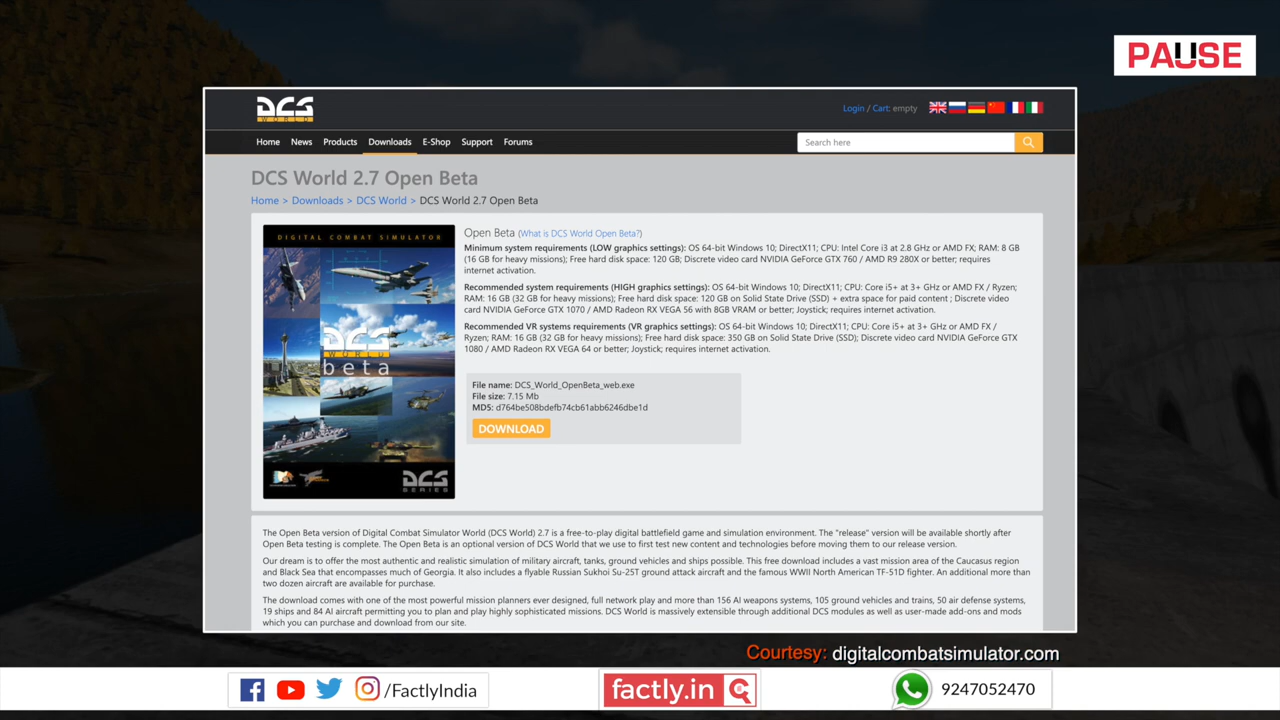 PAUSE
DCS
WORLD
Login / Cart: empty
Home News Products Downloads E-Shop Support Forums
Search here
DCS World 2.7 Open Beta
Home > Downloads > DCS World > DCS World 2.7 Open Beta
DIGITAL COMBAT SIMULATOR
DCS
WORLD
beta
DCS
SERIES
Open Beta (What is DCS World Open Beta?)
Minimum system requirements (LOW graphics settings): OS 64-bit Windows 10; DirectX11; CPU: Intel Core i3 at 2.8 GHz or AMD FX; RAM: 8 GB
(16 GB for heavy missions); Free hard disk space: 120 GB; Discrete video card NVIDIA GeForce GTX 760 / AMD R9 280X or better; requires
internet activation.
Recommended system requirements (HIGH graphics settings): OS 64-bit Windows 10; DirectX11; CPU: Core i5+ at 3+ GHz or AMD FX / Ryzen;
RAM: 16 GB (32 GB for heavy missions); Free hard disk space: 120 GB on Solid State Drive (SSD) + extra space for paid content ; Discrete video
card NVIDIA GeForce GTX 1070 / AMD Radeon RX VEGA 56 with 8GB VRAM or better; Joystick; requires internet activation.
Recommended VR systems requirements (VR graphics settings): OS 64-bit Windows 10; DirectX11; CPU: Core i5+ at 3+ GHz or AMD FX /
Ryzen; RAM: 16 GB (32 GB for heavy missions); Free hard disk space: 350 GB on Solid State Drive (SSD); Discrete video card NVIDIA GeForce GTX
1080 / AMD Radeon RX VEGA 64 or better; Joystick; requires internet activation.
File name: DCS_World_OpenBeta_web.exe
File size: 7.15 Mb
MD5: d764be508bdefb74cb61abb6246dbe1d
DOWNLOAD
The Open Beta version of Digital Combat Simulator World (DCS World) 2.7 is a free-to-play digital battlefield game and simulation environment. The "release" version will be available shortly after
Open Beta testing is complete. The Open Beta is an optional version of DCS World that we use to first test new content and technologies before moving them to our release version.
Our dream is to offer the most authentic and realistic simulation of military aircraft, tanks, ground vehicles and ships possible. This free download includes a vast mission area of the Caucasus region
and Black Sea that encompasses much of Georgia. It also includes a flyable Russian Sukhoi Su-25T ground attack aircraft and the famous WWII North American TF-51D fighter. An additional more than
two dozen aircraft are available for purchase.
The download comes with one of the most powerful mission planners ever designed, full network play and more than 156 AI weapons systems, 105 ground vehicles and trains, 50 air defense systems,
19 ships and 84 AI aircraft permitting you to plan and play highly sophisticated missions. DCS World is massively extensible through additional DCS modules as well as user-made add-ons and mods
which you can purchase and download from our site.
Courtesy: digitalcombatsimulator.com
/FactlyIndia
factly.in
9247052470